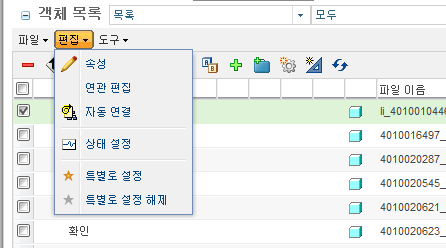 객체 목록 목록 모두
파일 편집 도구
속성
연관 편집
자동 연결
상태 설정
특별로 설정
특별로 설정 해제
파일 이름
li_4010010446
4010016497_
4010020287_
4010020545_
4010020621_
확인 4010020623_